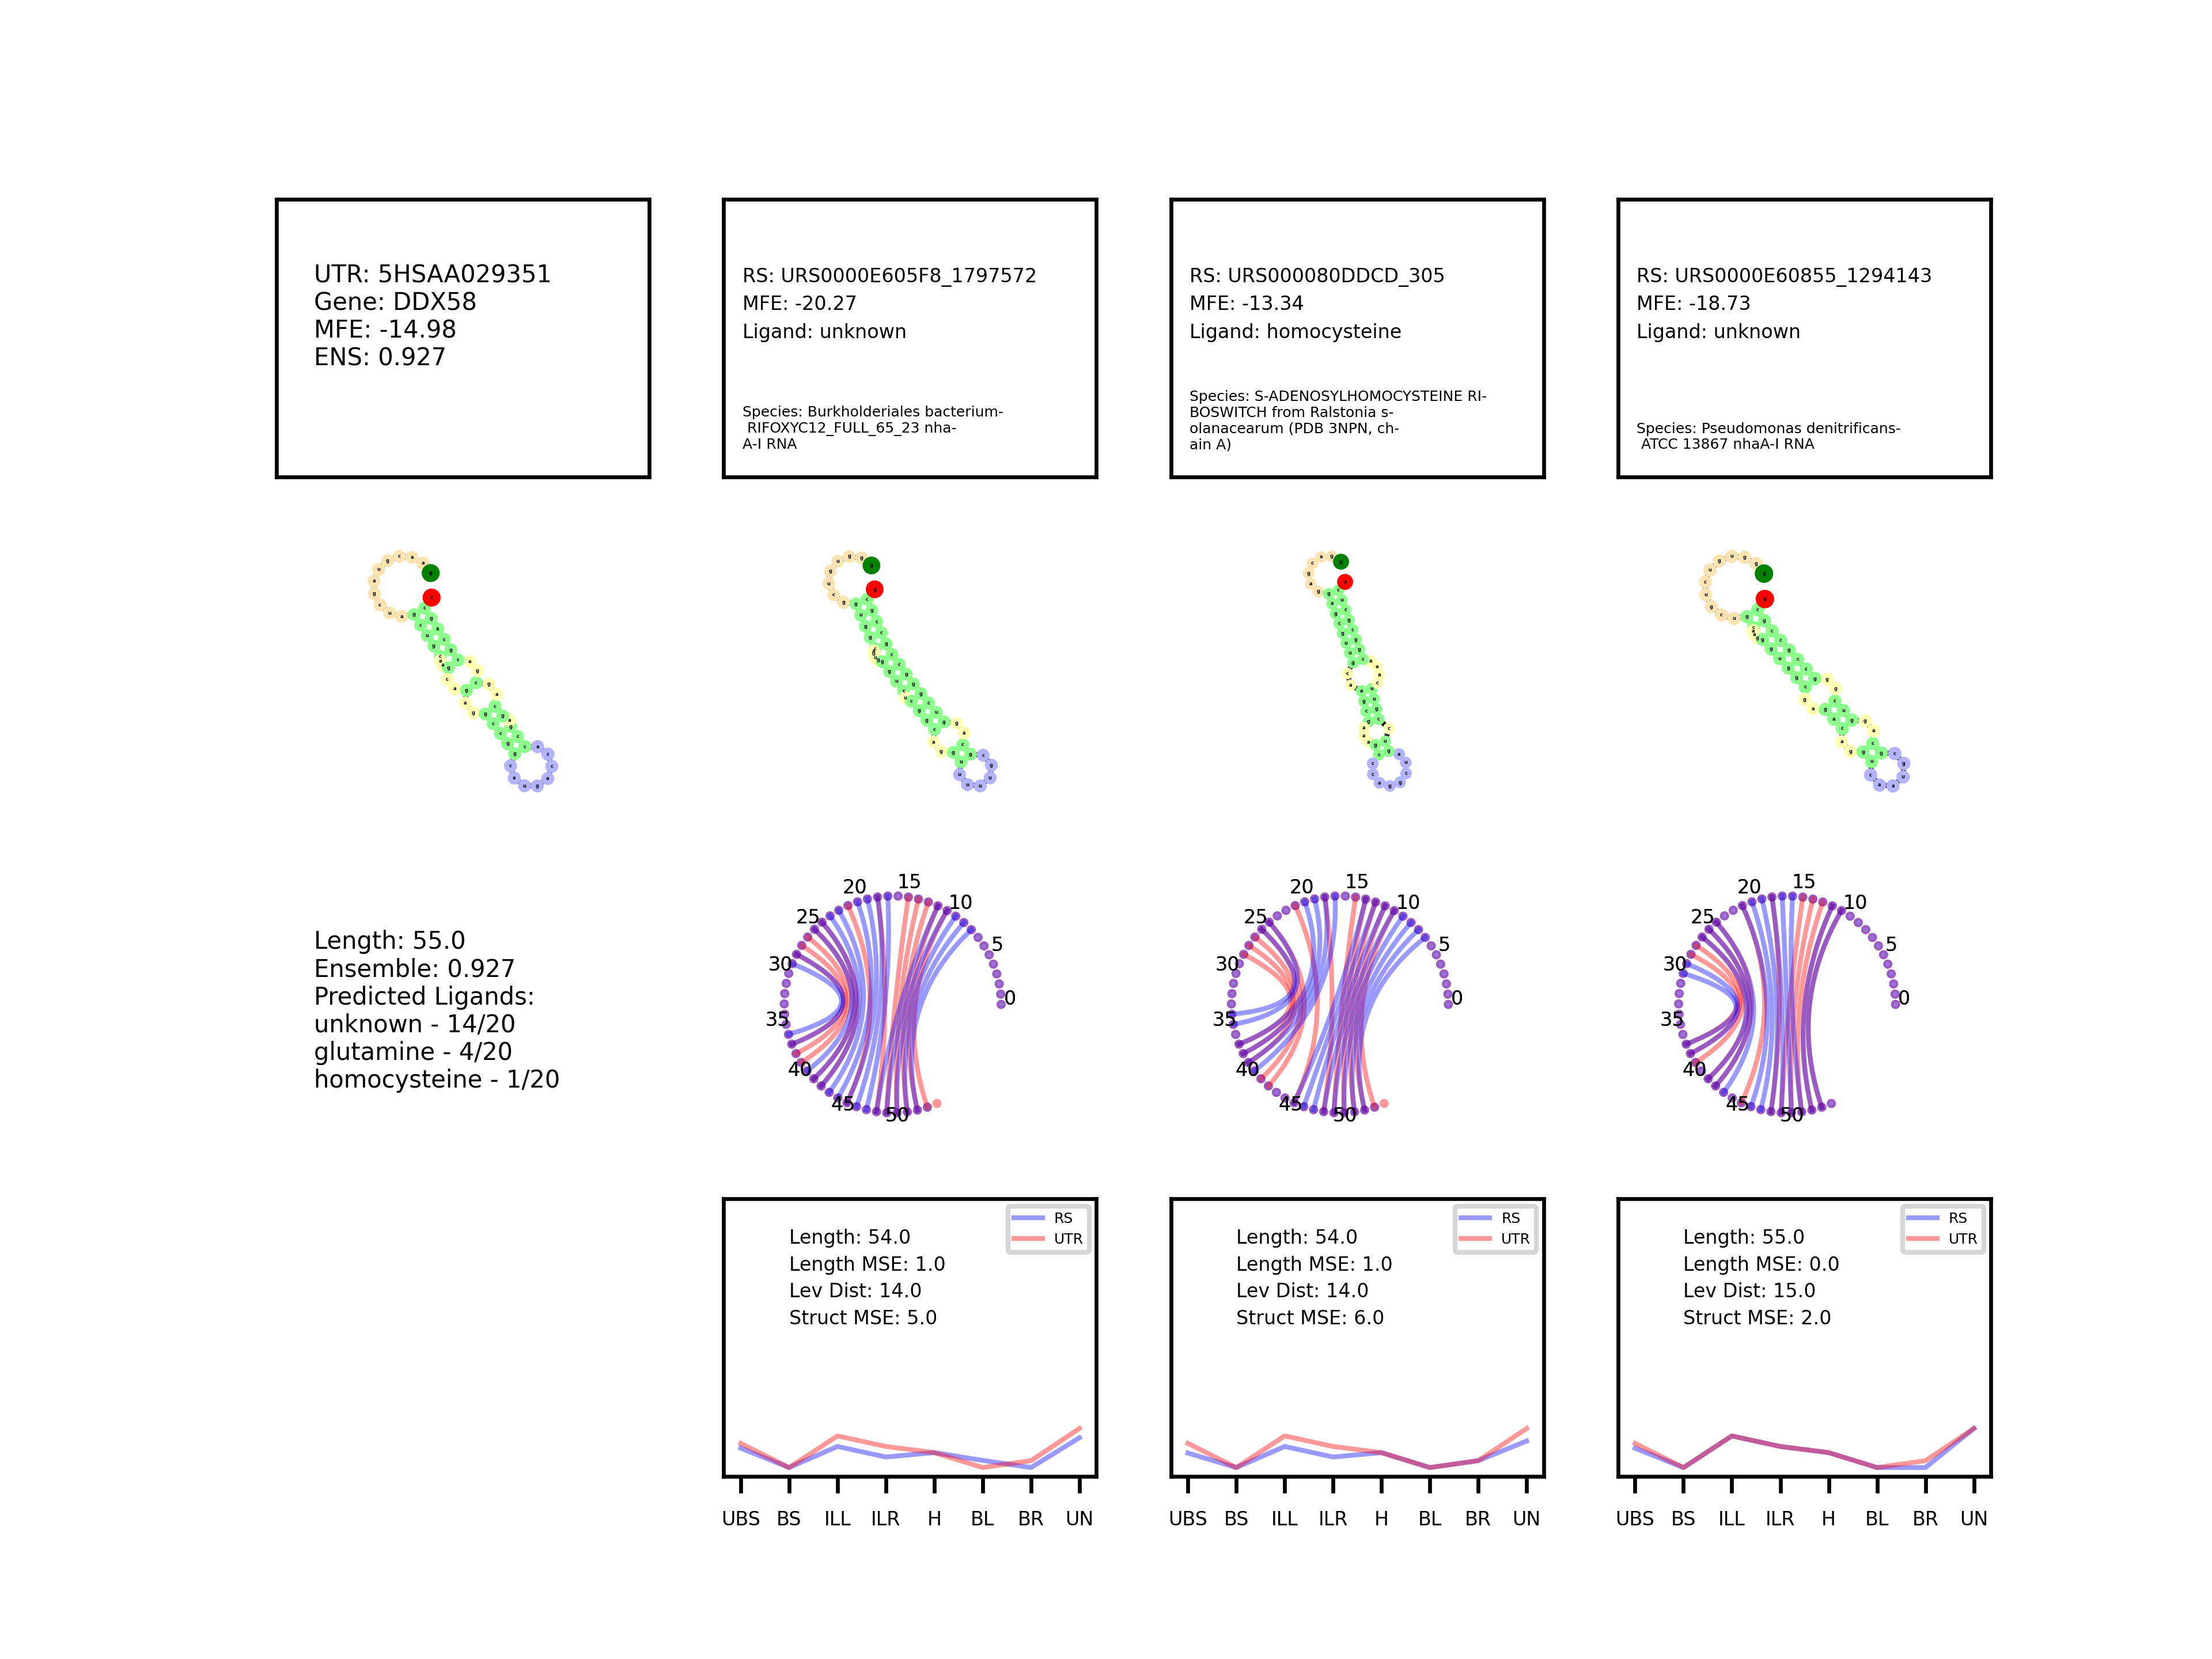 UTR: 5HSAA029351
Gene: DDX58
MFE: -14.98
ENS: 0.927
RS: URS0000E605F8_1797572
MFE: -20.27
Ligand: unknown
Species: Burkholderiales bacterium-
RIFOXYC12_FULL_65_23 nha-
A-I RNA
RS: URS000080DDCD_305
MFE: -13.34
Ligand: homocysteine
Species: S-ADENOSYLHOMOCYSTEINE RI-
BOSWITCH from Ralstonia s-
olanacearum (PDB 3NPN, ch-
ain A)
RS: URS0000E60855_1294143
MFE: -18.73
Ligand: unknown
Species: Pseudomonas denitrificans-
ATCC 13867 nhaA-I RNA
Length: 55.0
Ensemble: 0.927
Predicted Ligands:
unknown - 14/20
glutamine - 4/20
homocysteine - 1/20
0
5
10
15
20
25
30
35
40
45
50
0
5
10
15
20
25
30
35
40
45
50
0
5
10
15
20
25
30
35
40
45
50
RS
UTR
Length: 54.0
Length MSE: 1.0
Lev Dist: 14.0
Struct MSE: 5.0
UBS BS ILL ILR H BL BR UN
RS
UTR
Length: 54.0
Length MSE: 1.0
Lev Dist: 14.0
Struct MSE: 6.0
UBS BS ILL ILR H BL BR UN
RS
UTR
Length: 55.0
Length MSE: 0.0
Lev Dist: 15.0
Struct MSE: 2.0
UBS BS ILL ILR H BL BR UN